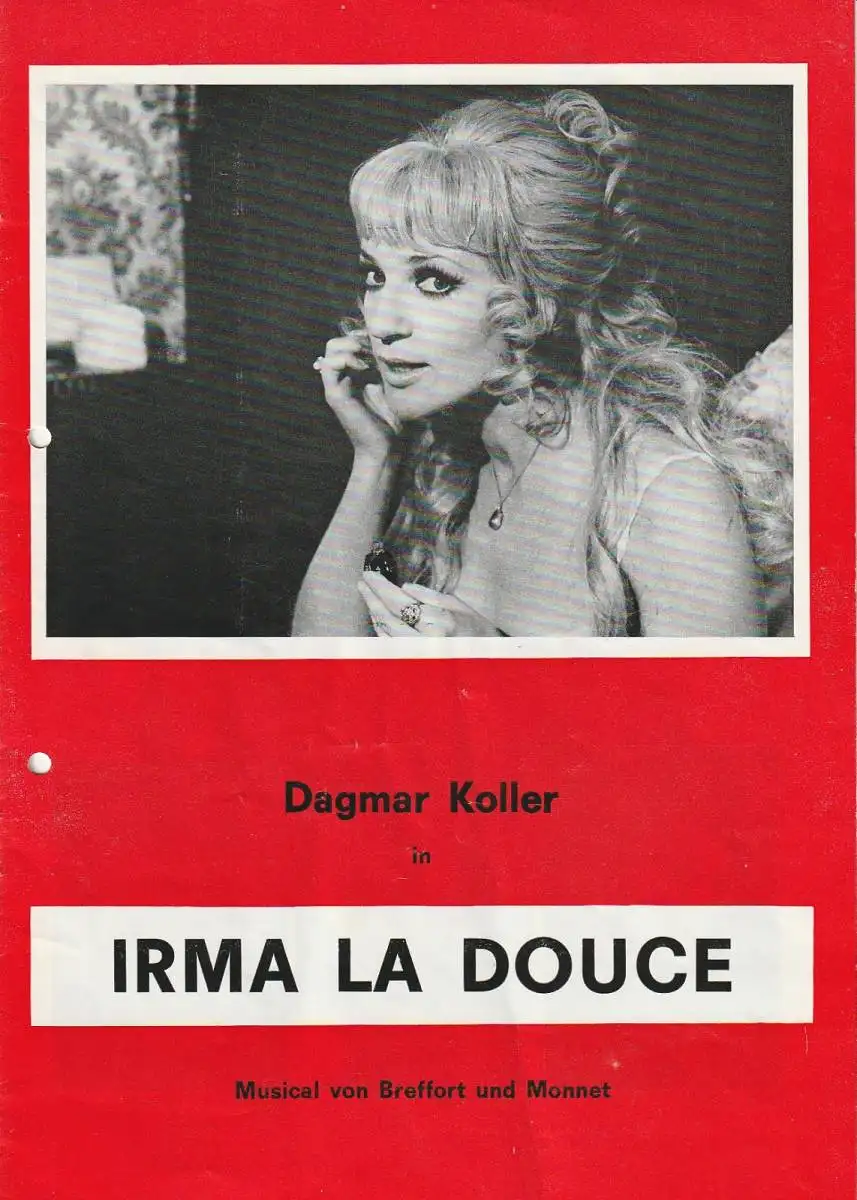 Dagmar Koller
in
IRMA LA DOUCE
Musical von Breffort und Monnet